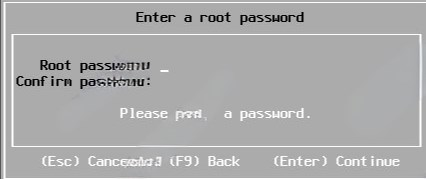 Enter a root password
Root
Confirm
Please a password.
(Esc) (F9) Back (Enter) Continue